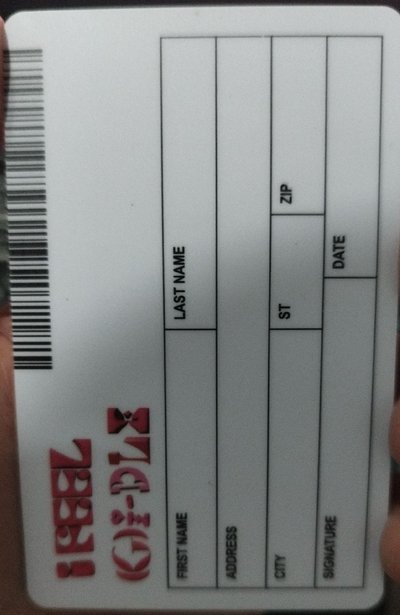 I FEEL
(G)I-DLE
FIRST NAME LAST NAME
ADDRESS
CITY ST ZIP
SIGNATURE DATE